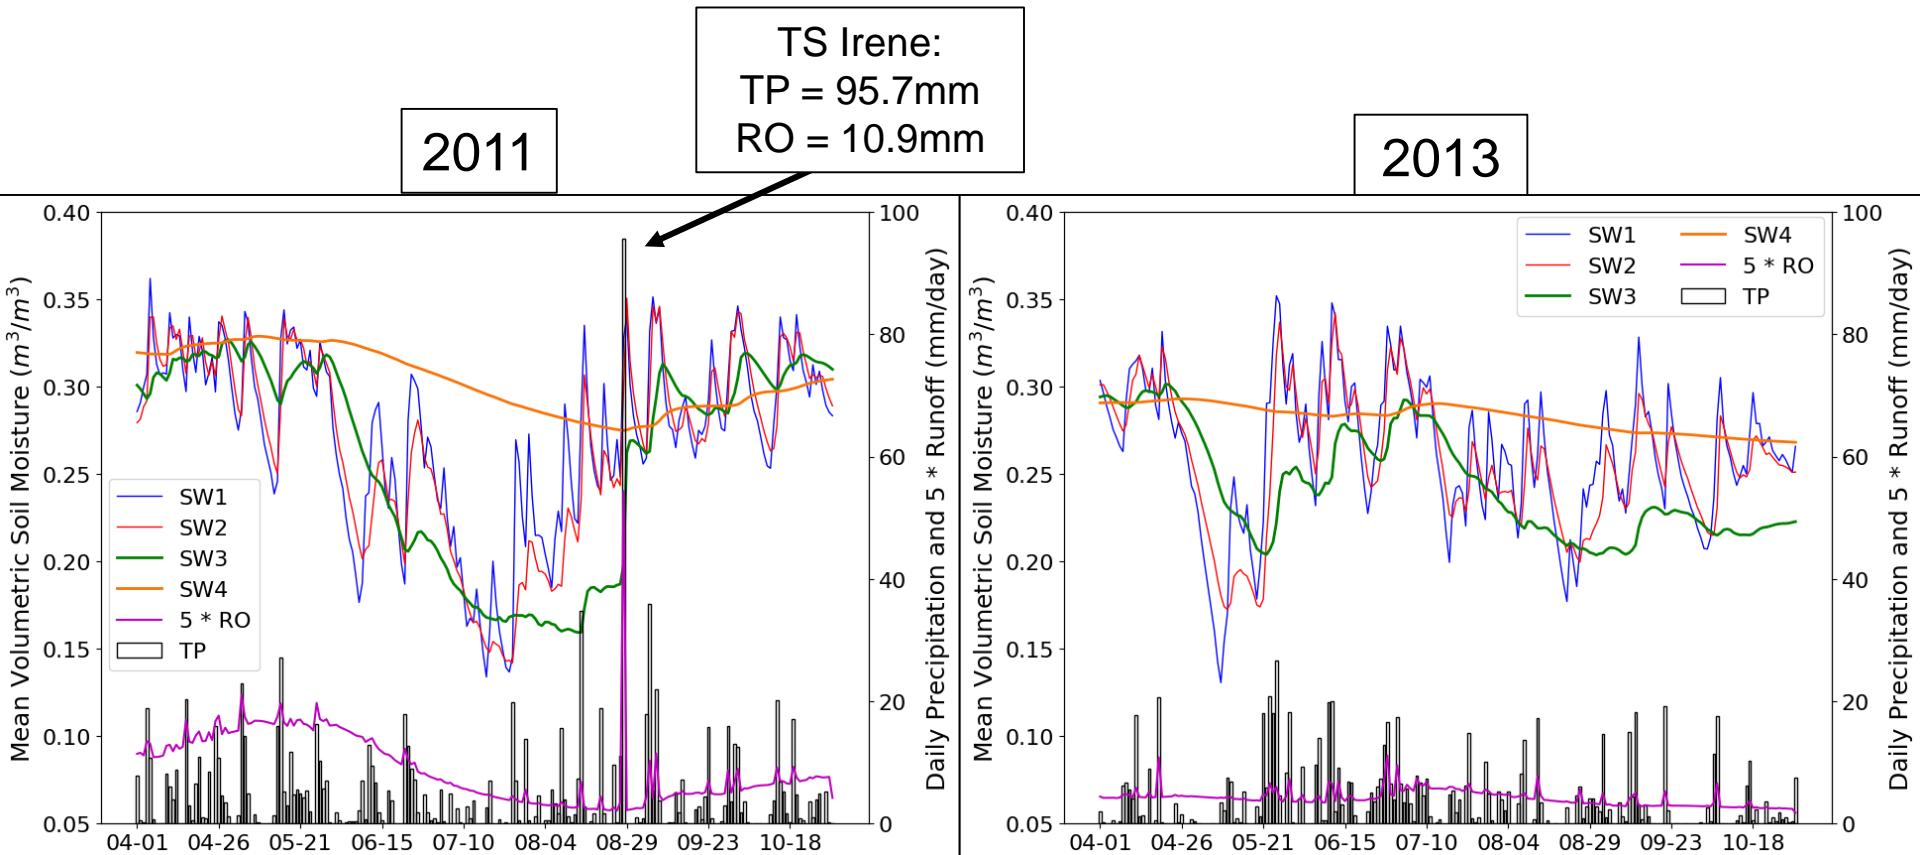 TS Irene:
TP = 95.7mm
RO = 10.9mm
2011
2013
Mean Volumetric Soil Moisture (m³/m³)
0.40
0.35
0.30
0.25
0.20
0.15
0.10
0.05
SW1
SW2
SW3
SW4
5 * RO
TP
04-01 04-26 05-21 06-15 07-10 08-04 08-29 09-23 10-18
100
80
60
40
20
0
Daily Precipitation and 5 * Runoff (mm/day)
Mean Volumetric Soil Moisture (m³/m³)
0.40
0.35
0.30
0.25
0.20
0.15
0.10
0.05
SW1 SW4
SW2 5 * RO
SW3 TP
04-01 04-26 05-21 06-15 07-10 08-04 08-29 09-23 10-18
100
80
60
40
20
0
Daily Precipitation and 5 * Runoff (mm/day)